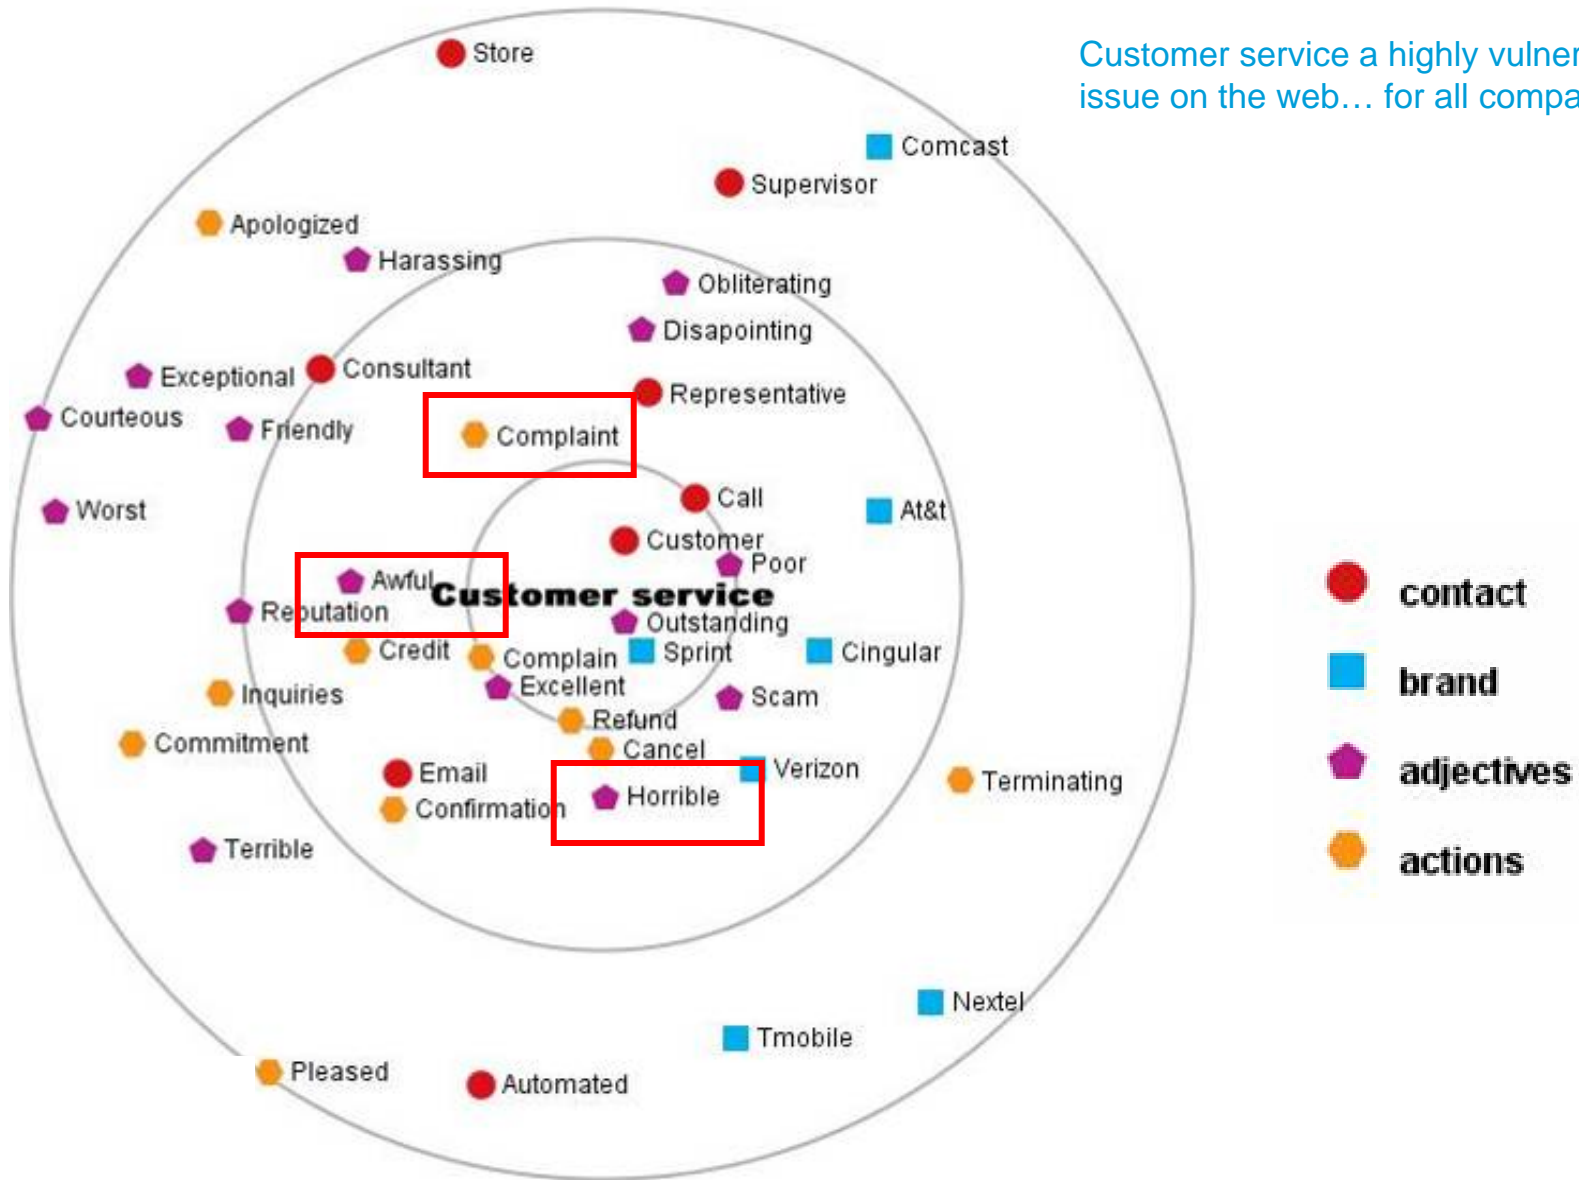 Store
Customer service a highly
issue on the web… for all
Comcast
Supervisor
Apologized
Harassing
Obliterating
Disapointing
Exceptional
Consultant
Representative
Courteous
Friendly
Complaint
Worst
Call
At&t
Customer
Poor
Awful
Customer service
Reputation
Outstanding
Credit
Complain
Sprint
Cingular
Excellent
Inquiries
Scam
Refund
Commitment
Cancel
Email
Verizon
Terminating
Horrible
Confirmation
Terrible
Nextel
Tmobile
Pleased
Automated
contact
brand
adjectives
actions